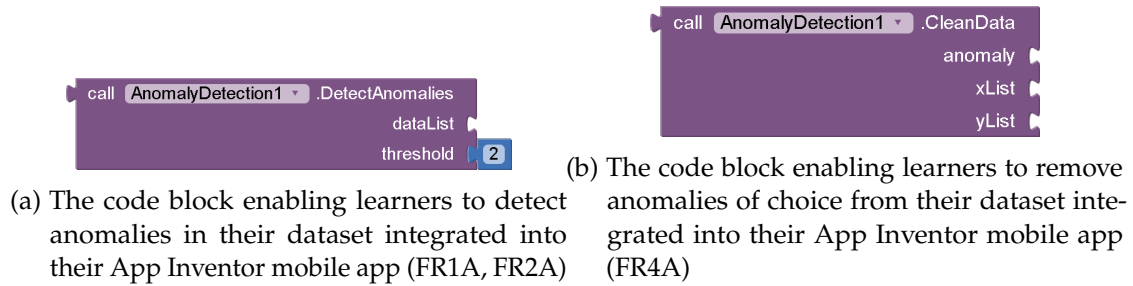 call AnomalyDetection1 .DetectAnomalies
dataList
threshold 2
(a) The code block enabling learners to detect
anomalies in their dataset integrated into
their App Inventor mobile app (FR1A, FR2A)
call AnomalyDetection1 .CleanData
anomaly
xList
yList
(b) The code block enabling learners to remove
anomalies of choice from their dataset inte-
grated into their App Inventor mobile app
(FR4A)